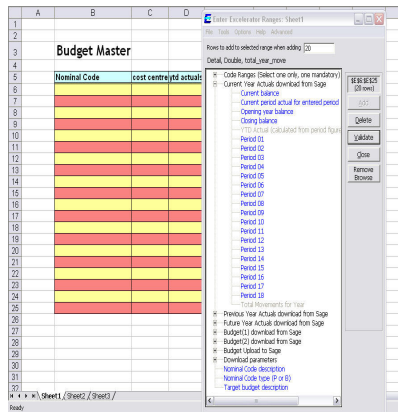 A B C D
Enter Excelerator Ranges: Sheet1
File Tools Options Help Advanced
Rows to add to selected range when adding 20
Detail, Double, total_year_move
1
2
3 Budget Master
4
5 Nominal Code cost centre ytd actuals
6
7
8
9
10
11
12
13
14
15
16
17
18
19
20
21
22
23
24
25
26
27
28
29
30
31
32
Code Ranges (Select one only, one mandatory)
Current Year Actuals download from Sage
Current balance
Current period actual for entered period
Opening year balance
Closing balance
YTD Actual (calculated from period figure
Period 01
Period 02
Period 03
Period 04
Period 05
Period 06
Period 07
Period 08
Period 09
Period 10
Period 11
Period 12
Period 13
Period 14
Period 15
Period 16
Period 17
Period 18
Total Movements for Year
Previous Year Actuals download from Sage
Future Year Actuals download from Sage
Budget(1) download from Sage
Budget(2) download from Sage
Budget Upload to Sage
Download parameters
Nominal Code description
Nominal Code type (P or B)
Target budget description
$E$6:$E$25
(20 rows)
Add
Delete
Validate
Close
Remove
Browse
Sheet1 / Sheet2 / Sheet3 /
Ready